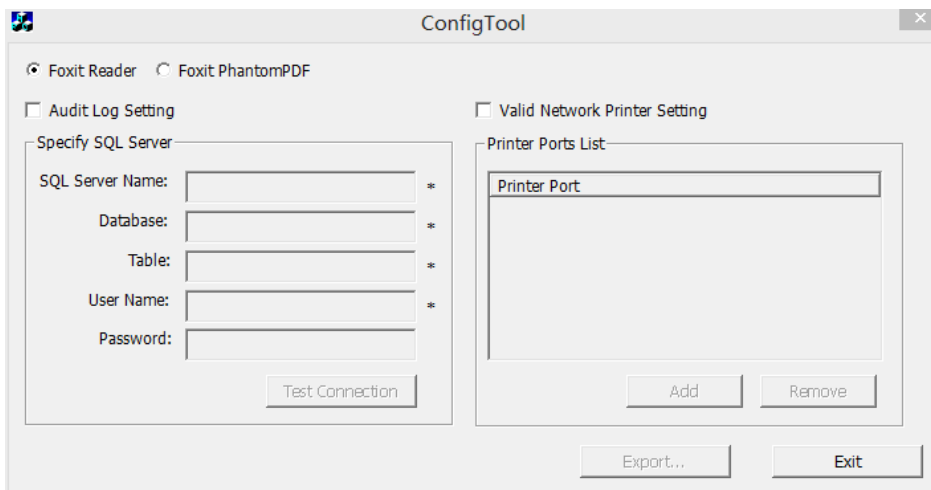 ConfigTool
Foxit Reader Foxit PhantomPDF
Audit Log Setting
Valid Network Printer Setting
Specify SQL Server
SQL Server Name: *
Database: *
Table: *
User Name: *
Password:
Test Connection
Printer Ports List
Printer Port
Add Remove
Export... Exit